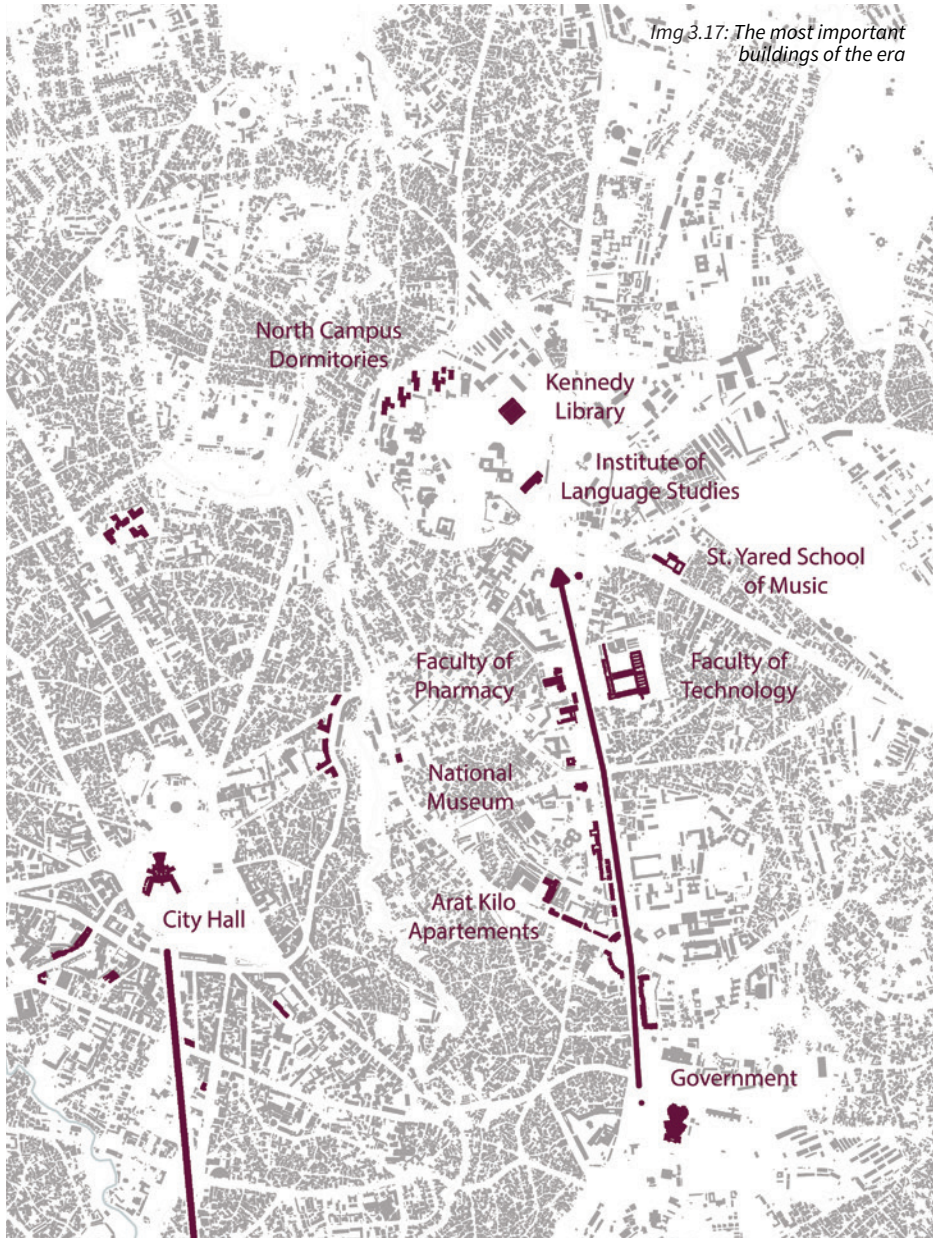 Img 3.17: The most important
buildings of the era
North Campus
Dormitories
Kennedy
Library
Institute of
Language Studies
St. Yared School
of Music
Faculty of
Pharmacy
Faculty of
Technology
National
Museum
Arat Kilo
Apartements
City Hall
Government